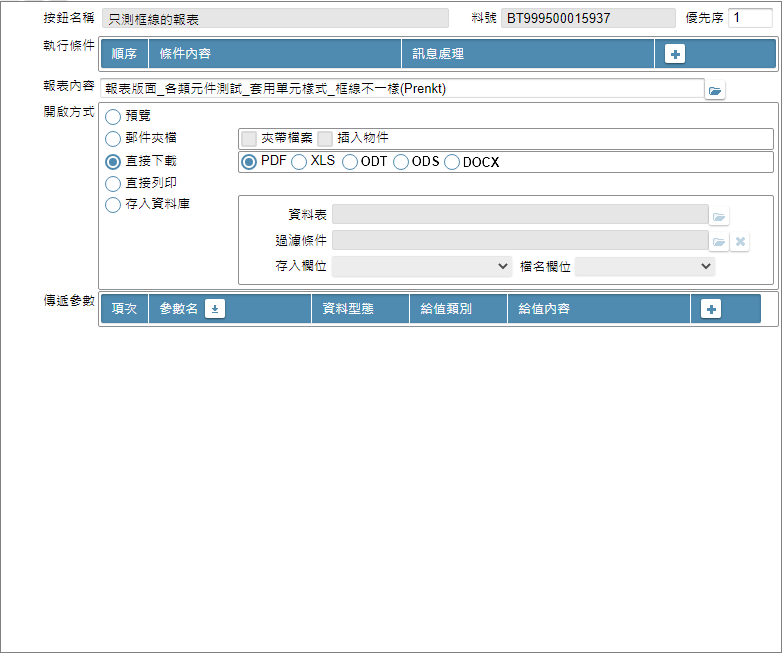 按鈕名稱 只測框線的報表 料號 BT999500015937 優先序 1
執行條件 順序 條件內容 訊息處理
報表內容 報表版面_各類元件測試_套用單元樣式_框線不一樣(Prenkt)
開啟方式 預覽
郵件夾檔 夾帶檔案 插入物件
直接下載 PDF XLS ODT ODS DOCX
直接列印
存入資料庫
資料表
過濾條件
存入欄位 檔名欄位
傳遞參數 項次 參數名 資料型態 給值類別 給值內容